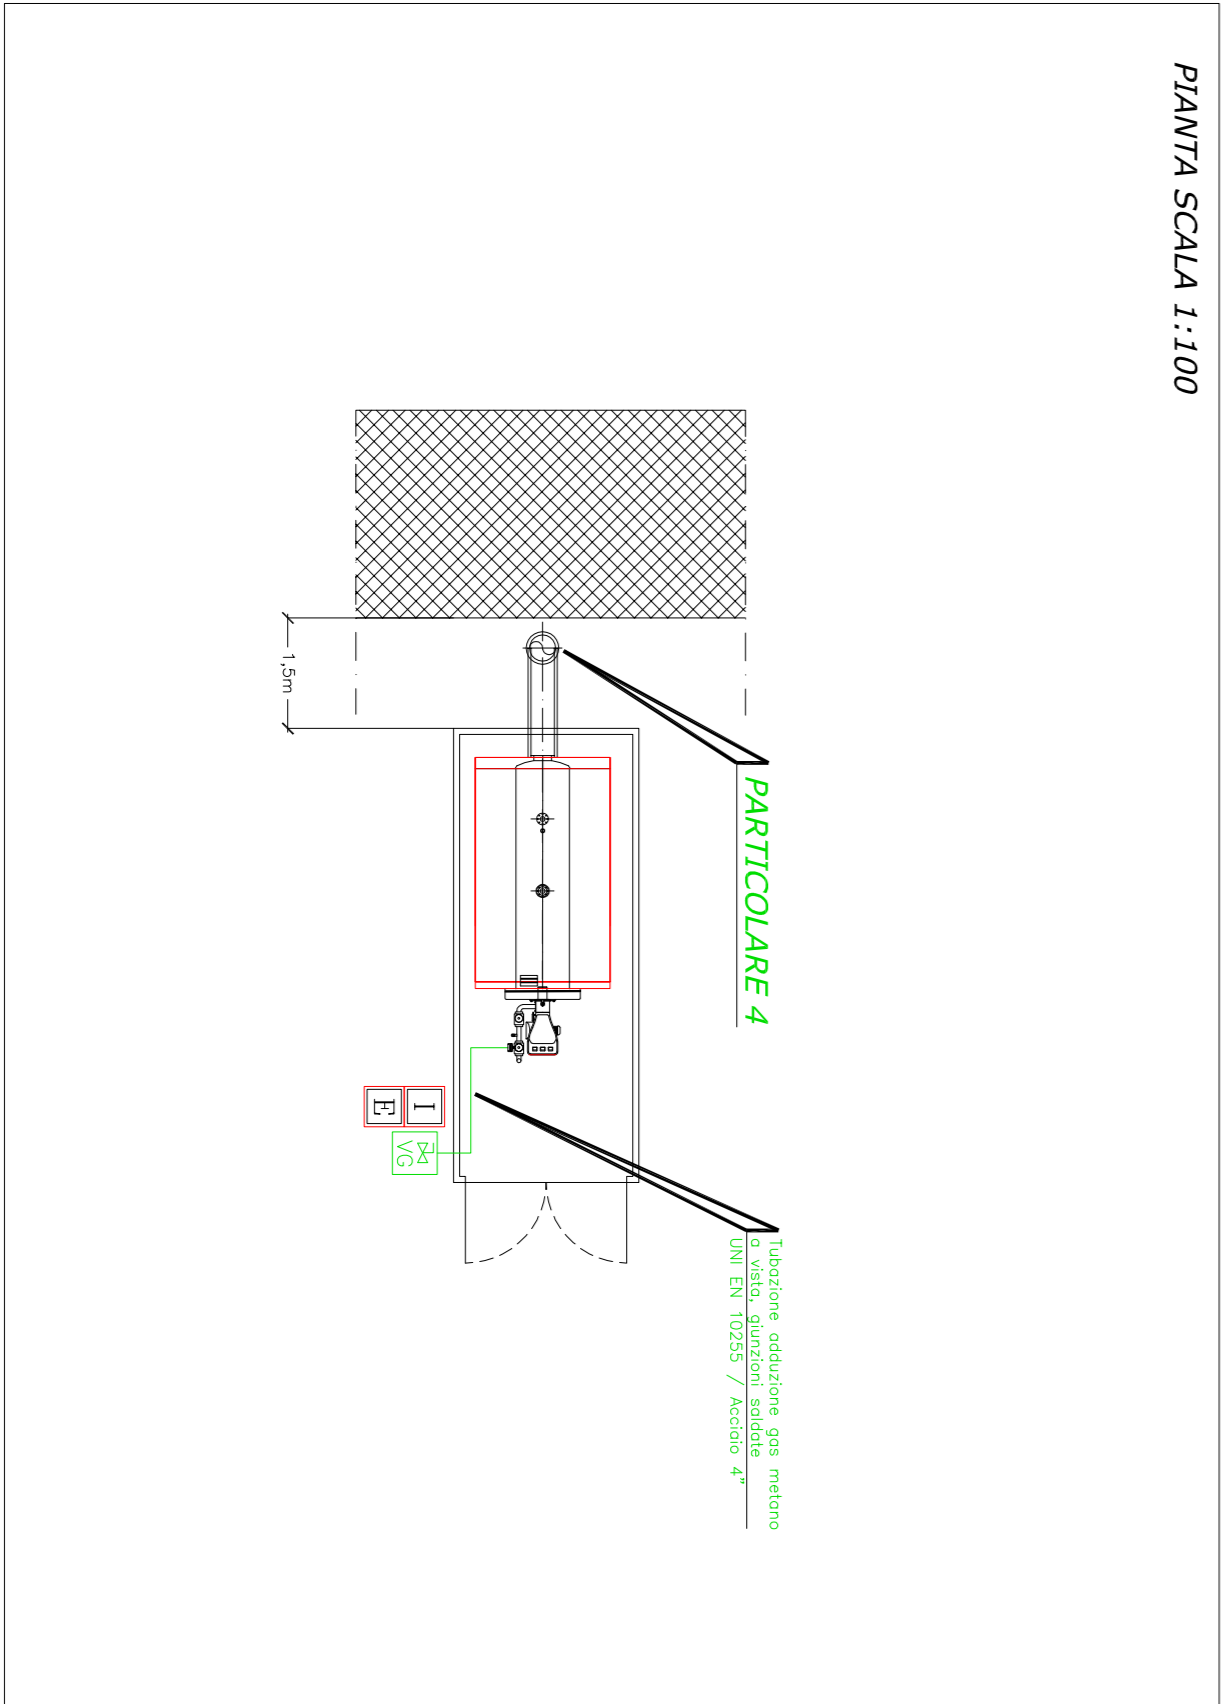 PIANTA SCALA 1:100
PARTICOLARE 4
1,5m
I
E
VG
Tubazione adduzione gas metano
a vista, giunzioni saldate
UNI EN 10255 / Acciaio 4"